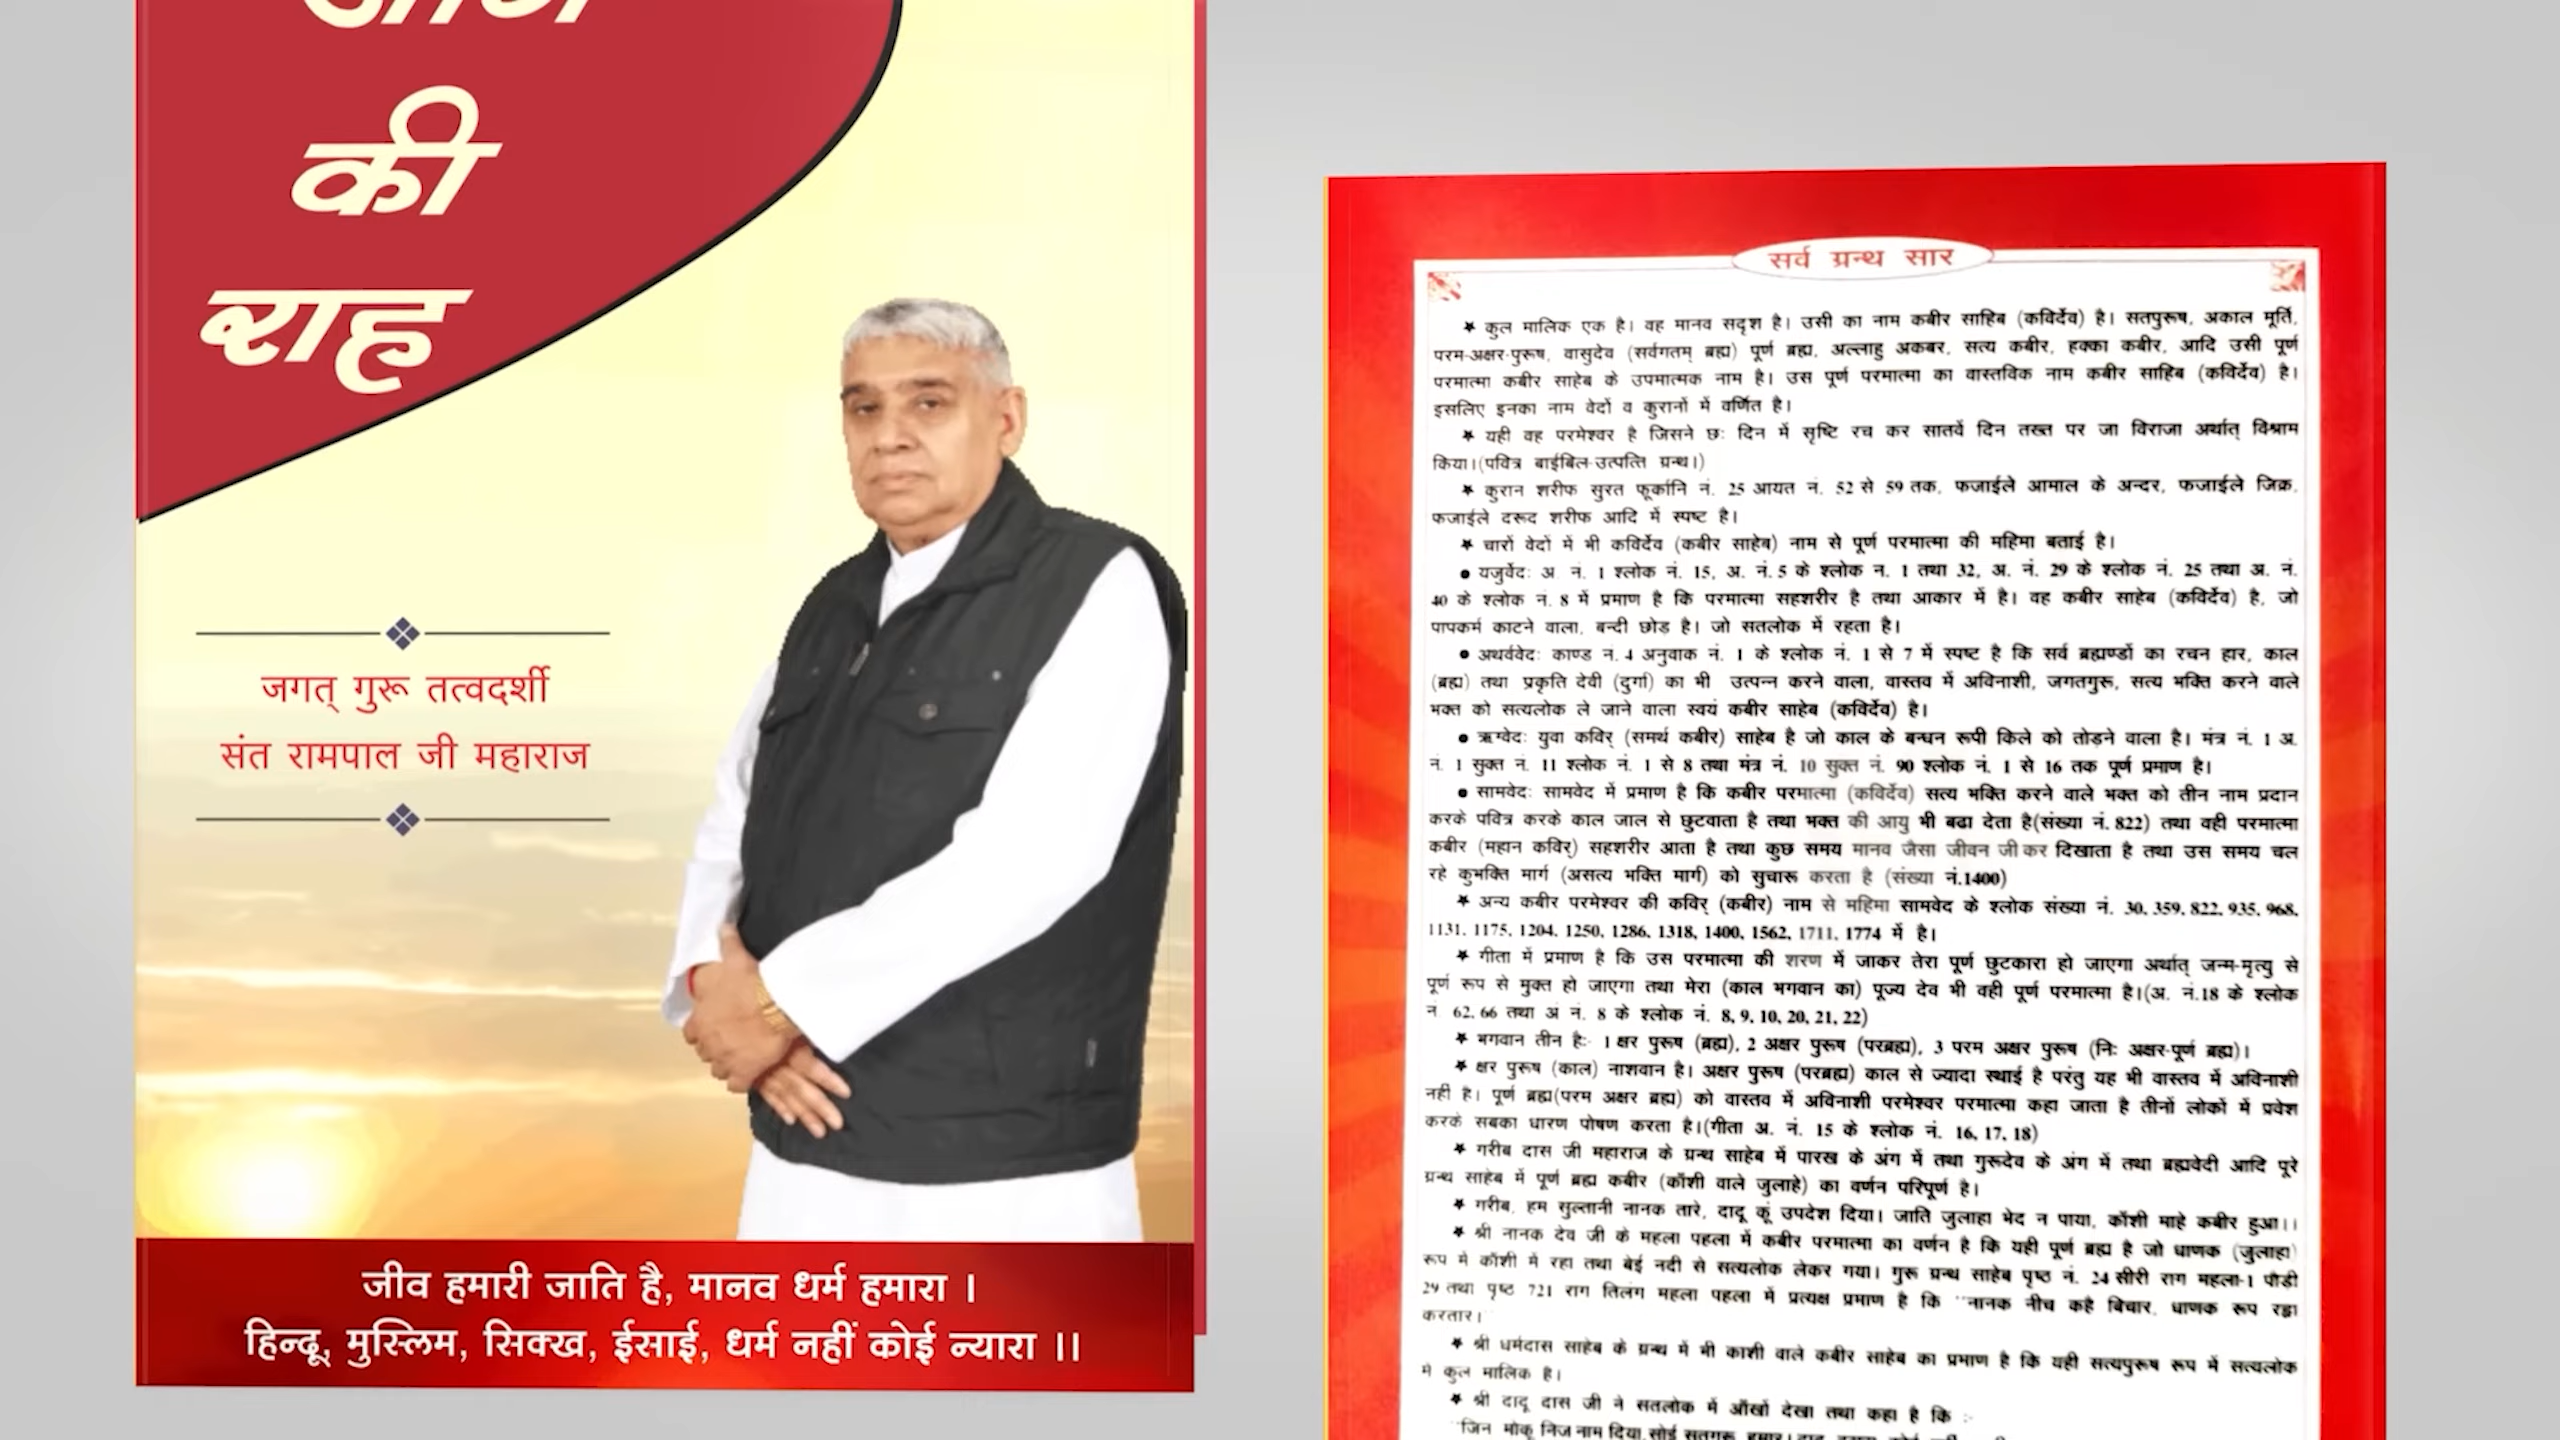 की
राह
जगत् गुरू तत्वदर्शी
संत रामपाल जी महाराज
जीव हमारी जाति है, मानव धर्म हमारा ।
हिन्दू, मुस्लिम, सिक्ख, ईसाई, धर्म नहीं कोई न्यारा ।।
सर्व ग्रन्थ सार
★ कुल मालिक एक है। वह मानव सदृश है। उसी का नाम कबीर साहिब (कविर्देव) है। सतपुरूष, अकाल मूर्ति,
परम-अक्षर-पुरूष, वासुदेव (सर्वगतम् ब्रह्म) पूर्ण ब्रह्म, अल्लाहु अकबर, सत्य कबीर, हक्का कबीर, आदि उसी पूर्ण
परमात्मा कबीर साहेब के उपमात्मक नाम है। उस पूर्ण परमात्मा का वास्तविक नाम कबीर साहिब (कविर्देव) है।
इसलिए इनका नाम वेदों व कुरानों में वर्णित है।
★ यही वह परमेश्वर है जिसने छः दिन में सृष्टि रच कर सातवें दिन तख्त पर जा विराजा अर्थात् विश्राम
किया।(पवित्र बाईबिल-उत्पत्ति ग्रन्थ।)
★ कुरान शरीफ सुरत फूर्कानि नं. 25 आयत नं. 52 से 59 तक, फजाईले आमाल के अन्दर, फजाईले जिक्र,
फजाईले दरूद शरीफ आदि में स्पष्ट है।
★ चारों वेदों में भी कविर्देव (कबीर साहेब) नाम से पूर्ण परमात्मा की महिमा बताई है।
● यजुर्वेदः अ. नं. 1 श्लोक नं. 15, अ. नं. 5 के श्लोक न. 1 तथा 32, अ. नं. 29 के श्लोक नं. 25 तथा अ. नं.
40 के श्लोक नं. 8 में प्रमाण है कि परमात्मा सहशरीर है तथा आकार में है। वह कबीर साहेब (कविर्देव) है, जो
पापकर्म काटने वाला, बन्दी छोड़ है। जो सतलोक में रहता है।
● अथर्ववेदः काण्ड नं. 4 अनुवाक नं. 1 के श्लोक नं. 1 से 7 में स्पष्ट है कि सर्व ब्रह्मण्डों का रचन हार, काल
(ब्रह्म) तथा प्रकृति देवी (दुर्गा) का भी उत्पन्न करने वाला, वास्तव में अविनाशी, जगतगुरू, सत्य भक्ति करने वाले
भक्त को सत्यलोक ले जाने वाला स्वयं कबीर साहेब (कविर्देव) है।
● ऋग्वेदः युवा कविर् (समर्थ कबीर) साहेब है जो काल के बन्धन रूपी किले को तोड़ने वाला है। मंत्र नं. 1 अ.
नं. 1 सुक्त नं. 11 श्लोक नं. 1 से 8 तथा मंत्र नं. 10 सुक्त नं. 90 श्लोक नं. 1 से 16 तक पूर्ण प्रमाण है।
● सामवेदः सामवेद में प्रमाण है कि कबीर परमात्मा (कविर्देव) सत्य भक्ति करने वाले भक्त को तीन नाम प्रदान
करके पवित्र करके काल जाल से छुटवाता है तथा भक्त की आयु भी बढा देता है(संख्या नं. 822) तथा वही परमात्मा
कबीर (महान कविर्) सहशरीर आता है तथा कुछ समय मानव जैसा जीवन जी कर दिखाता है तथा उस समय चल
रहे कुभक्ति मार्ग (असत्य भक्ति मार्ग) को सुचारू करता है (संख्या नं.1400)
★ अन्य कबीर परमेश्वर की कविर् (कबीर) नाम से महिमा सामवेद के श्लोक संख्या नं. 30, 359, 822, 935, 968,
1131, 1175, 1204, 1250, 1286, 1318, 1400, 1562, 1711, 1774 में है।
★ गीता में प्रमाण है कि उस परमात्मा की शरण में जाकर तेरा पूर्ण छुटकारा हो जाएगा अर्थात् जन्म-मृत्यु से
पूर्ण रूप से मुक्त हो जाएगा तथा मेरा (काल भगवान का) पूज्य देव भी वही पूर्ण परमात्मा है।(अ. नं.18 के श्लोक
नं 62, 66 तथा अं नं. 8 के श्लोक नं. 8, 9, 10, 20, 21, 22)
★ भगवान तीन हैः- 1 क्षर पुरूष (ब्रह्म), 2 अक्षर पुरूष (परब्रह्म), 3 परम अक्षर पुरूष (निः अक्षर-पूर्ण ब्रह्म)।
★ क्षर पुरूष (काल) नाशवान है। अक्षर पुरूष (परब्रह्म) काल से ज्यादा स्थाई है परंतु यह भी वास्तव में अविनाशी
नहीं है। पूर्ण ब्रह्म(परम अक्षर ब्रह्म) को वास्तव में अविनाशी परमेश्वर परमात्मा कहा जाता है तीनों लोकों में प्रवेश
करके सबका धारण पोषण करता है।(गीता अ. नं. 15 के श्लोक नं. 16, 17, 18)
★ गरीब दास जी महाराज के ग्रन्थ साहेब में पारख के अंग में तथा गुरूदेव के अंग में तथा ब्रह्मवेदी आदि पूरे
ग्रन्थ साहेब में पूर्ण ब्रह्म कबीर (काँशी वाले जुलाहे) का वर्णन परिपूर्ण है।
★ गरीब, हम सुल्तानी नानक तारे, दादू कूं उपदेश दिया। जाति जुलाहा भेद न पाया, काँशी माहे कबीर हुआ।।
★ श्री नानक देव जी के महला पहला में कबीर परमात्मा का वर्णन है कि यही पूर्ण ब्रह्म है जो धाणक (जुलाहा)
रूप में काँशी में रहा तथा बेई नदी से सत्यलोक लेकर गया। गुरू ग्रन्थ साहेब पृष्ठ नं. 24 सीरी राग महला-1 पौड़ी
29 तथा पृष्ठ 721 राग तिलंग महला पहला में प्रत्यक्ष प्रमाण है कि "नानक नीच कहै बिचार, धाणक रूप रहा
करतार।"
★ श्री धर्मदास साहेब के ग्रन्थ में भी काशी वाले कबीर साहेब का प्रमाण है कि यही सत्यपुरूष रूप में सत्यलोक
में कुल मालिक है।
★ श्री दादू दास जी ने सतलोक में आँखों देखा तथा कहा है कि :-
"जिन मोकू निज नाम दिया, सोई सतगुरू हमार।